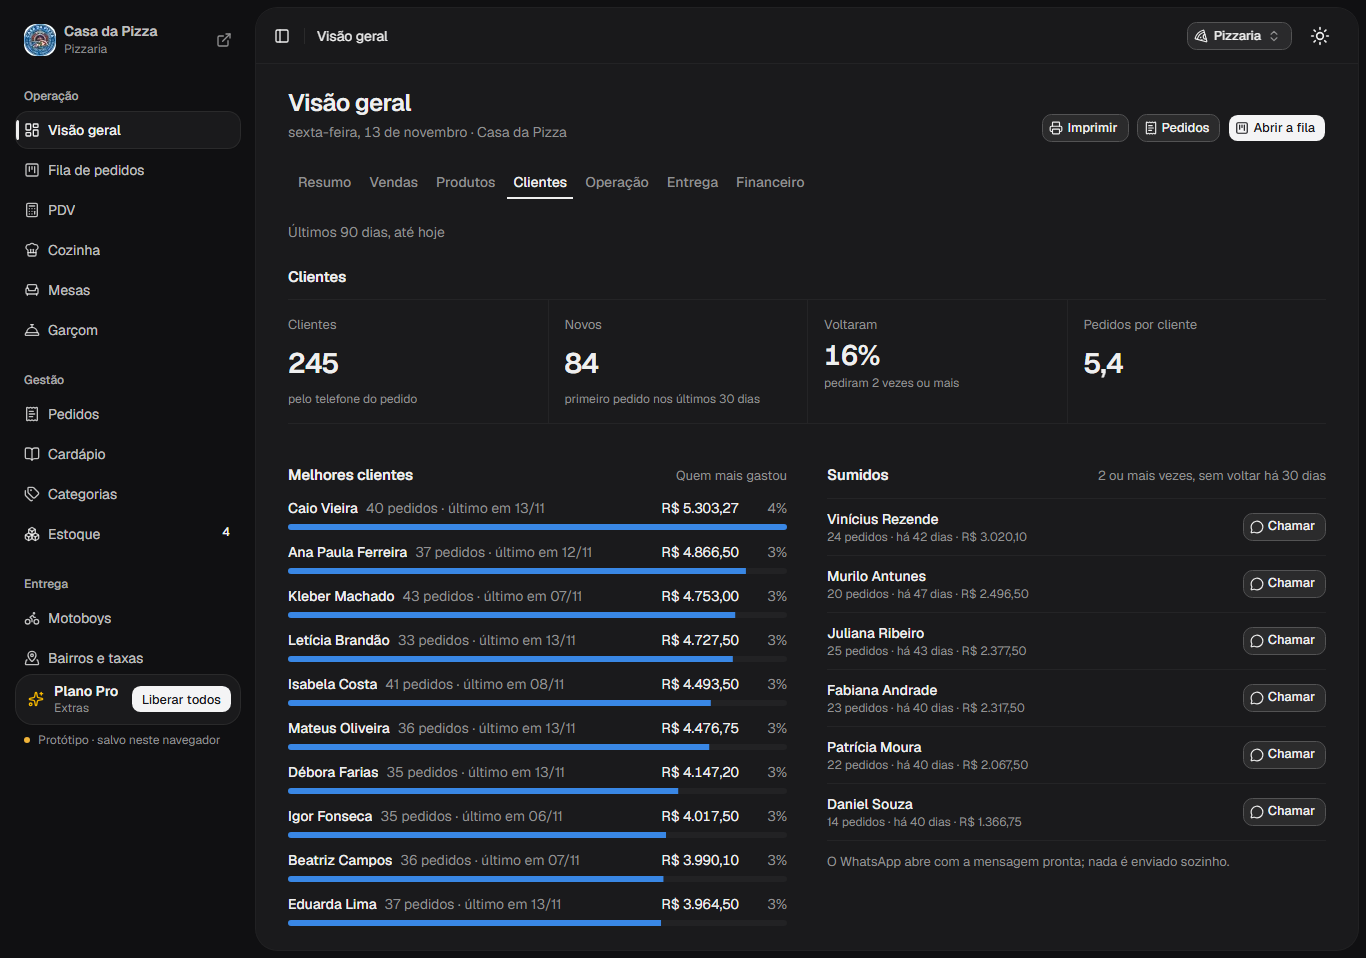 Casa da Pizza
Pizzaria
Operação
Visão geral
Fila de pedidos
PDV
Cozinha
Mesas
Garçom
Gestão
Pedidos
Cardápio
Categorias
Estoque 4
Entrega
Motoboys
Bairros e taxas
Plano Pro
Extras
Liberar todos
Protótipo · salvo neste navegador
Visão geral
Pizzaria
Visão geral
sexta-feira, 13 de novembro · Casa da Pizza
Imprimir
Pedidos
Abrir a fila
Resumo Vendas Produtos Clientes Operação Entrega Financeiro
Últimos 90 dias, até hoje
Clientes
Clientes
245
pelo telefone do pedido
Novos
84
primeiro pedido nos últimos 30 dias
Voltaram
16%
pediram 2 vezes ou mais
Pedidos por cliente
5,4
Melhores clientes Quem mais gastou
Caio Vieira 40 pedidos · último em 13/11 R$ 5.303,27 4%
Ana Paula Ferreira 37 pedidos · último em 12/11 R$ 4.866,50 3%
Kleber Machado 43 pedidos · último em 07/11 R$ 4.753,00 3%
Letícia Brandão 33 pedidos · último em 13/11 R$ 4.727,50 3%
Isabela Costa 41 pedidos · último em 08/11 R$ 4.493,50 3%
Mateus Oliveira 36 pedidos · último em 13/11 R$ 4.476,75 3%
Débora Farias 35 pedidos · último em 13/11 R$ 4.147,20 3%
Igor Fonseca 35 pedidos · último em 06/11 R$ 4.017,50 3%
Beatriz Campos 36 pedidos · último em 07/11 R$ 3.990,10 3%
Eduarda Lima 37 pedidos · último em 13/11 R$ 3.964,50 3%
Sumidos 2 ou mais vezes, sem voltar há 30 dias
Vinícius Rezende
24 pedidos · há 42 dias · R$ 3.020,10
Chamar
Murilo Antunes
20 pedidos · há 47 dias · R$ 2.496,50
Chamar
Juliana Ribeiro
25 pedidos · há 43 dias · R$ 2.377,50
Chamar
Fabiana Andrade
23 pedidos · há 40 dias · R$ 2.317,50
Chamar
Patrícia Moura
22 pedidos · há 40 dias · R$ 2.067,50
Chamar
Daniel Souza
14 pedidos · há 40 dias · R$ 1.366,75
Chamar
O WhatsApp abre com a mensagem pronta; nada é enviado sozinho.